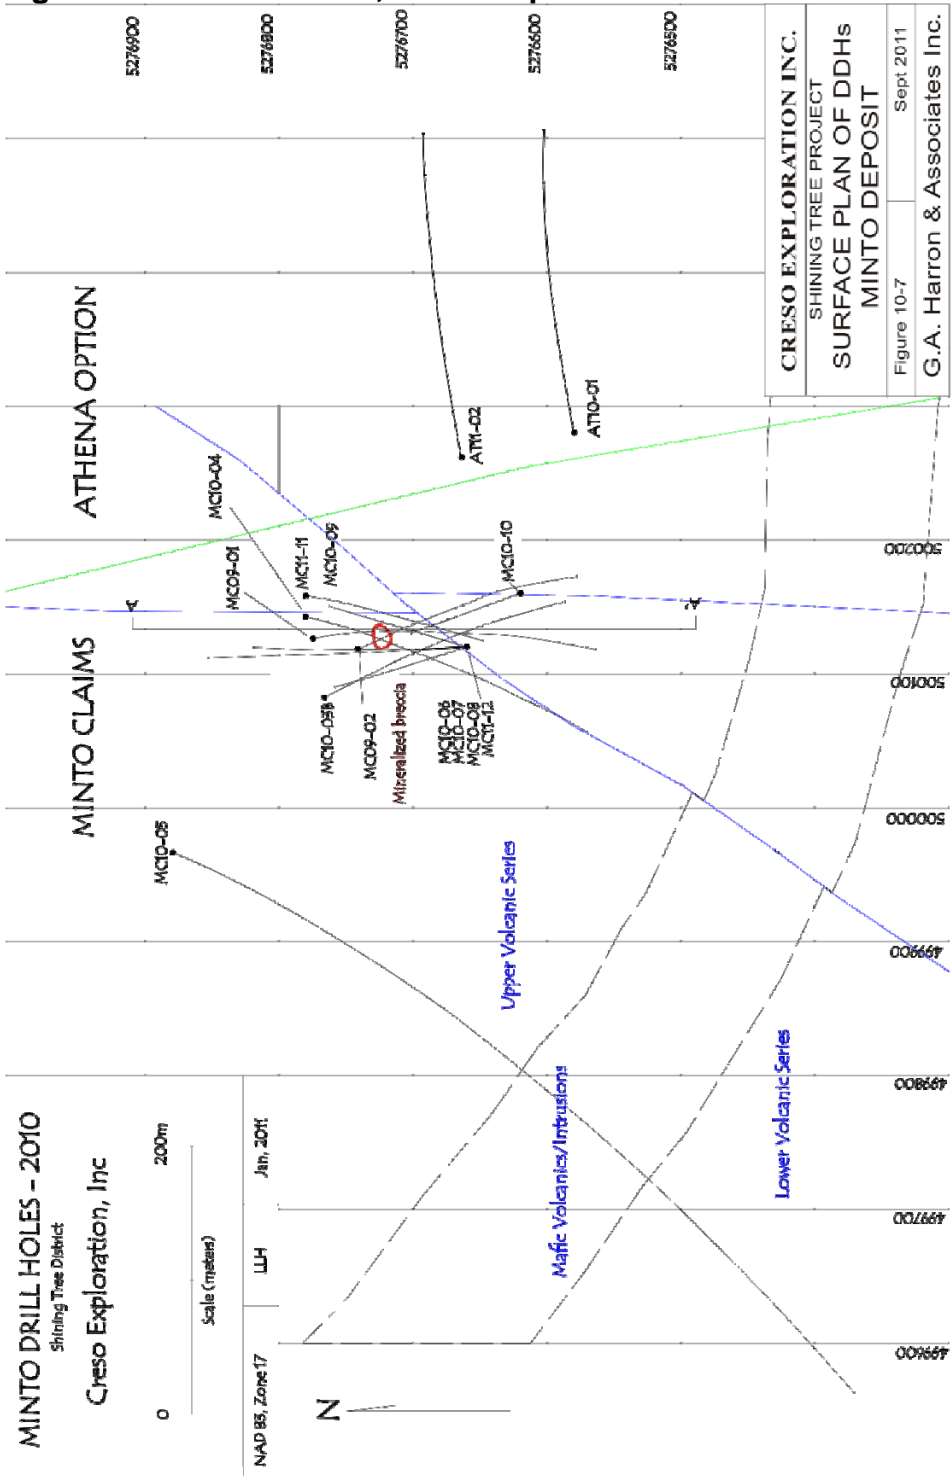 MINTO DRILL HOLES - 2010
Shining Tree District
Creso Exploration, Inc
0
200m
Scale (meters)
NAD 83, Zone 17
LLH
Jan, 2011
N
MINTO CLAIMS
ATHENA OPTION
5276900
5276800
5276700
5276600
5276500
MC10-05
MC09-01
MC10-04
MC11-11
MC10-09
A
A'
MC10-03B
MC09-02
Mineralized breccia
MC10-06
MC10-07
MC10-08
MC11-12
MC10-10
AT11-02
AT10-01
Upper Volcanic Series
Mafic Volcanics/Intrusions
Lower Volcanic Series
499600
499700
499800
499900
500000
500100
500200
CRESO EXPLORATION INC.
SHINING TREE PROJECT
SURFACE PLAN OF DDHs
MINTO DEPOSIT
Figure 10-7
Sept 2011
G.A. Harron & Associates Inc.